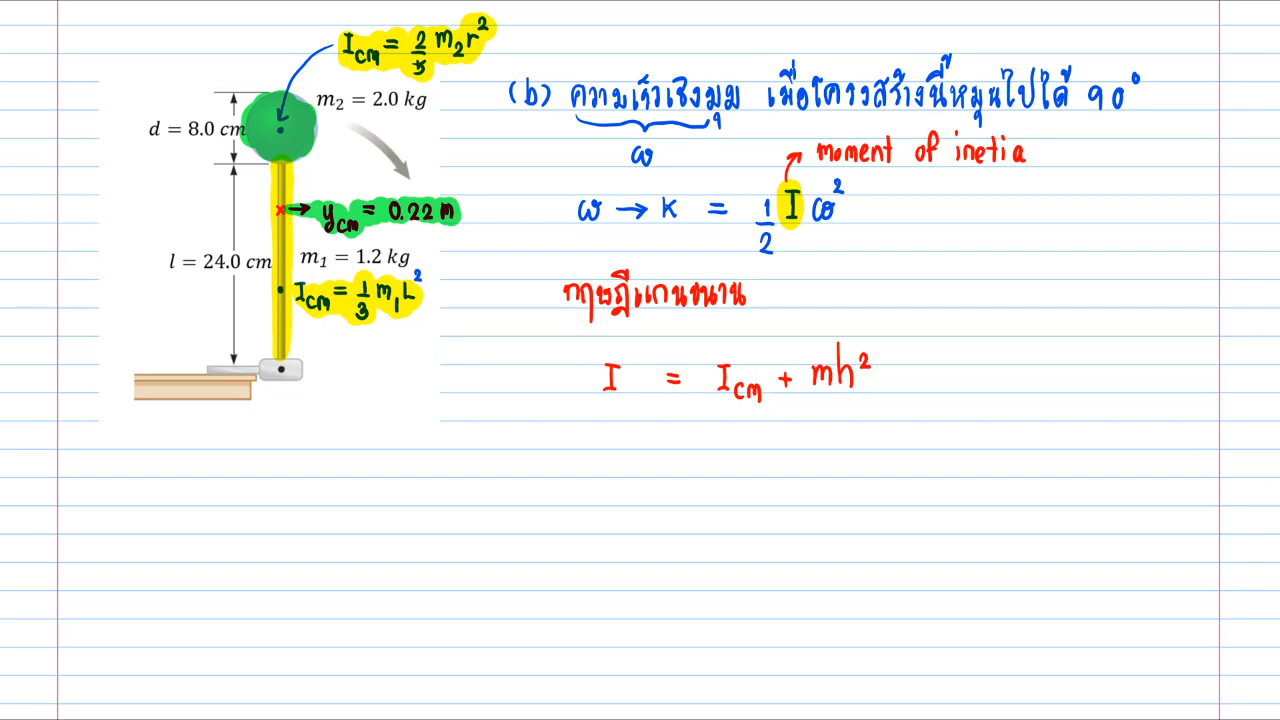 I_cm = 2/5 m₂r²
m₂ = 2.0 kg
d = 8.0 cm
→ y_cm = 0.22 m
l = 24.0 cm
m₁ = 1.2 kg
I_cm = 1/3 m₁L²
(b) ความเร็วเชิงมุม เมื่อโครงสร้างนี้หมุนไปได้ 90°
ω
moment of inetia
ω → K = 1/2 I ω²
ทฤษฎีแกนขนาน
I = I_cm + mh²